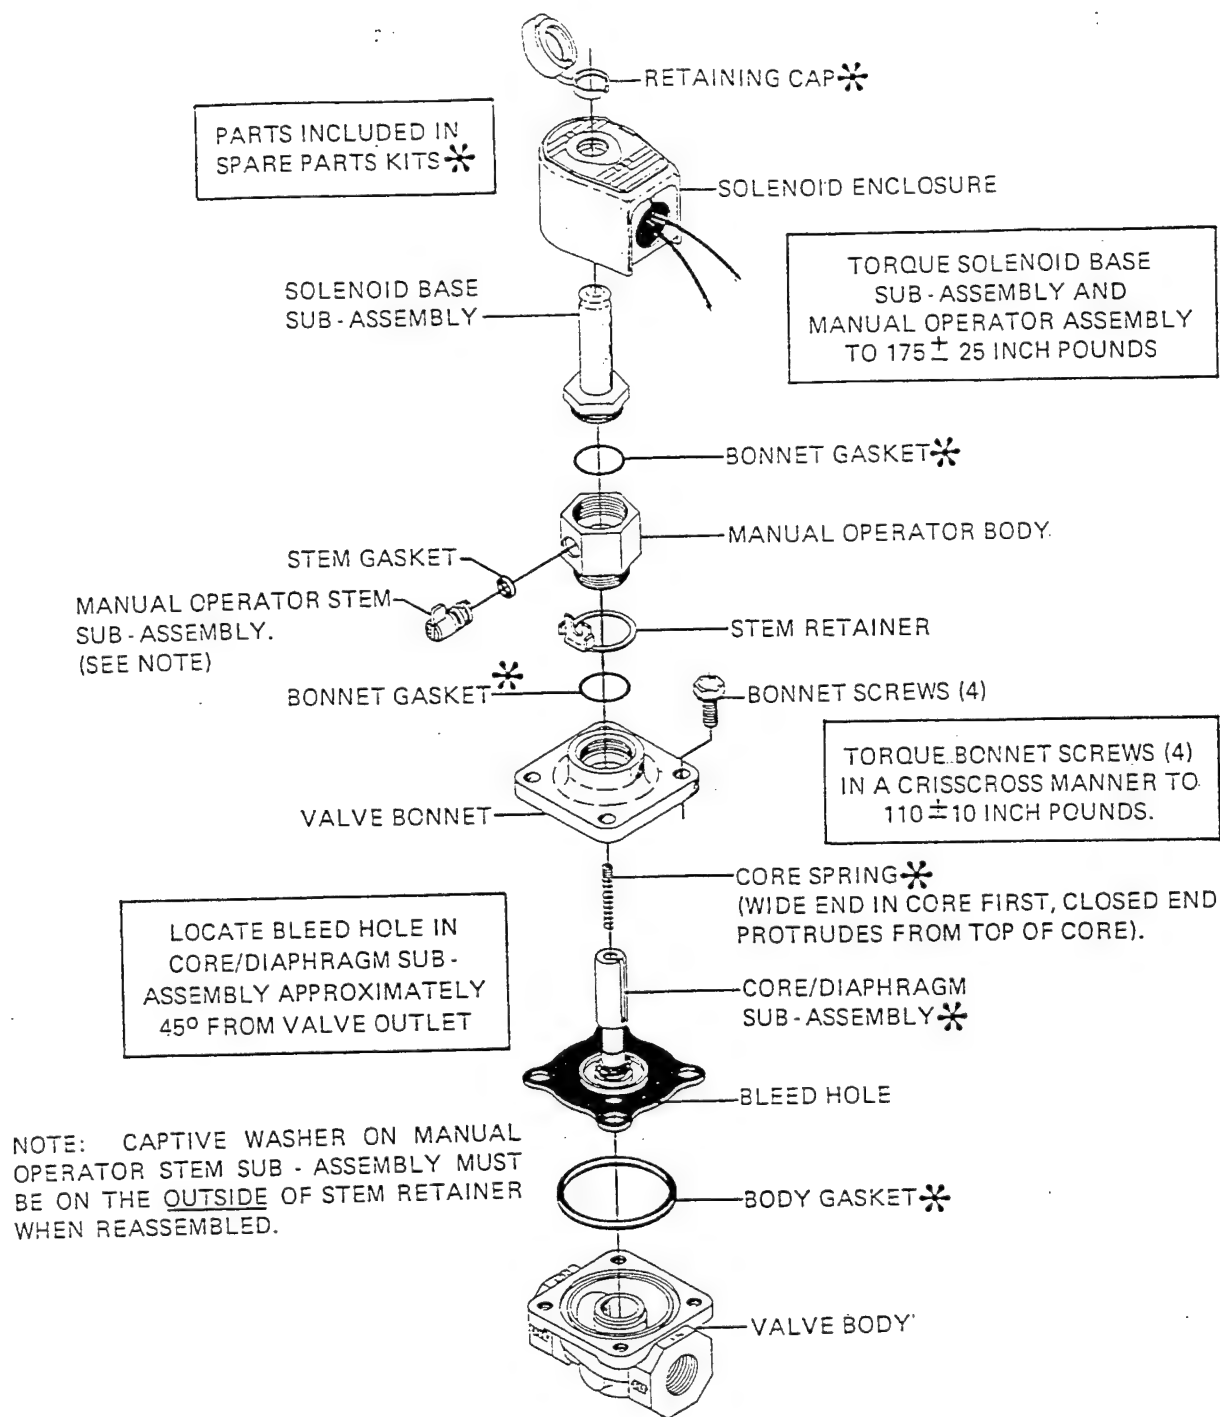 RETAINING CAP✻
PARTS INCLUDED IN
SPARE PARTS KITS✻
SOLENOID ENCLOSURE
TORQUE SOLENOID BASE
SUB-ASSEMBLY AND
MANUAL OPERATOR ASSEMBLY
TO 175 ± 25 INCH POUNDS
SOLENOID BASE
SUB-ASSEMBLY
BONNET GASKET✻
MANUAL OPERATOR BODY
STEM GASKET
MANUAL OPERATOR STEM
SUB-ASSEMBLY.
(SEE NOTE)
STEM RETAINER
BONNET GASKET✻
BONNET SCREWS (4)
TORQUE BONNET SCREWS (4)
IN A CRISSCROSS MANNER TO
110 ± 10 INCH POUNDS.
VALVE BONNET
CORE SPRING✻
(WIDE END IN CORE FIRST, CLOSED END
PROTRUDES FROM TOP OF CORE).
LOCATE BLEED HOLE IN
CORE/DIAPHRAGM SUB-
ASSEMBLY APPROXIMATELY
45º FROM VALVE OUTLET
CORE/DIAPHRAGM
SUB-ASSEMBLY✻
BLEED HOLE
NOTE: CAPTIVE WASHER ON MANUAL
OPERATOR STEM SUB - ASSEMBLY MUST
BE ON THE OUTSIDE OF STEM RETAINER
WHEN REASSEMBLED.
BODY GASKET✻
VALVE BODY